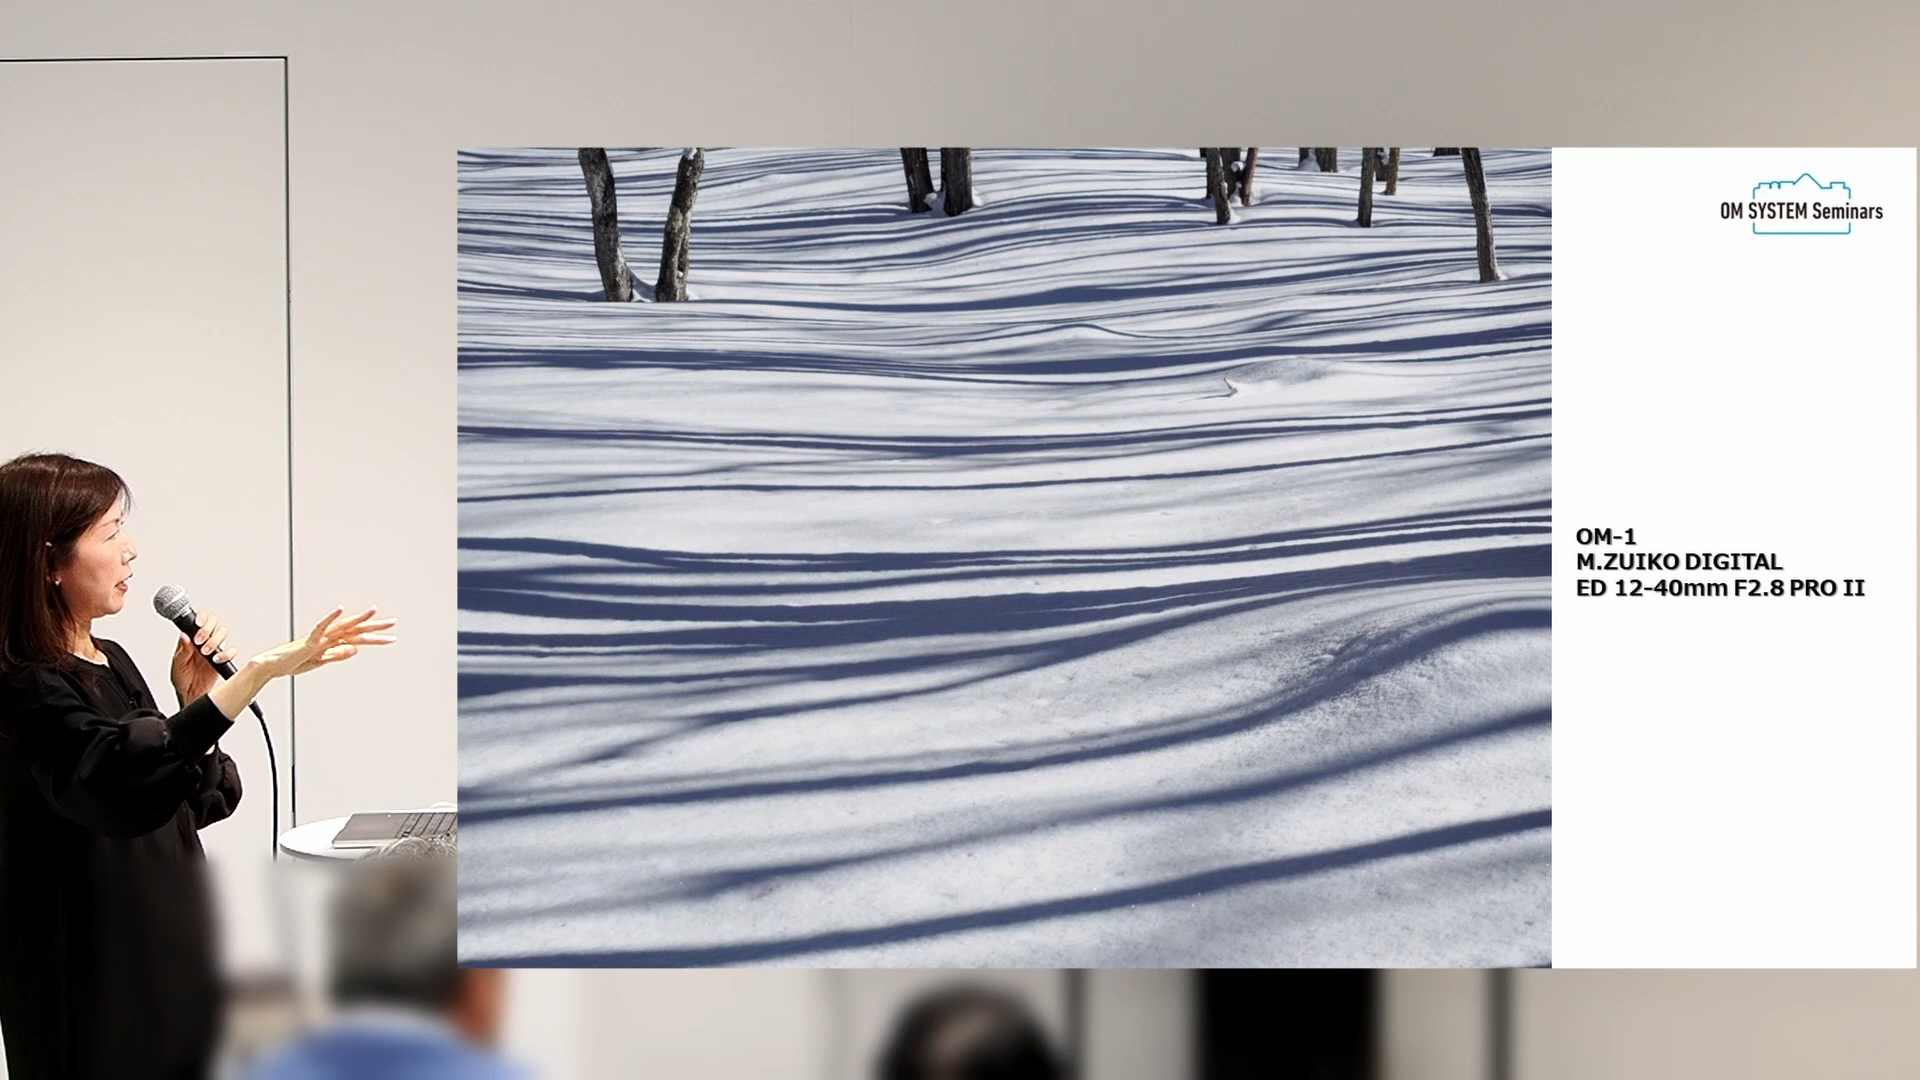 OM SYSTEM Seminars
OM-1
M.ZUIKO DIGITAL
ED 12-40mm F2.8 PRO II